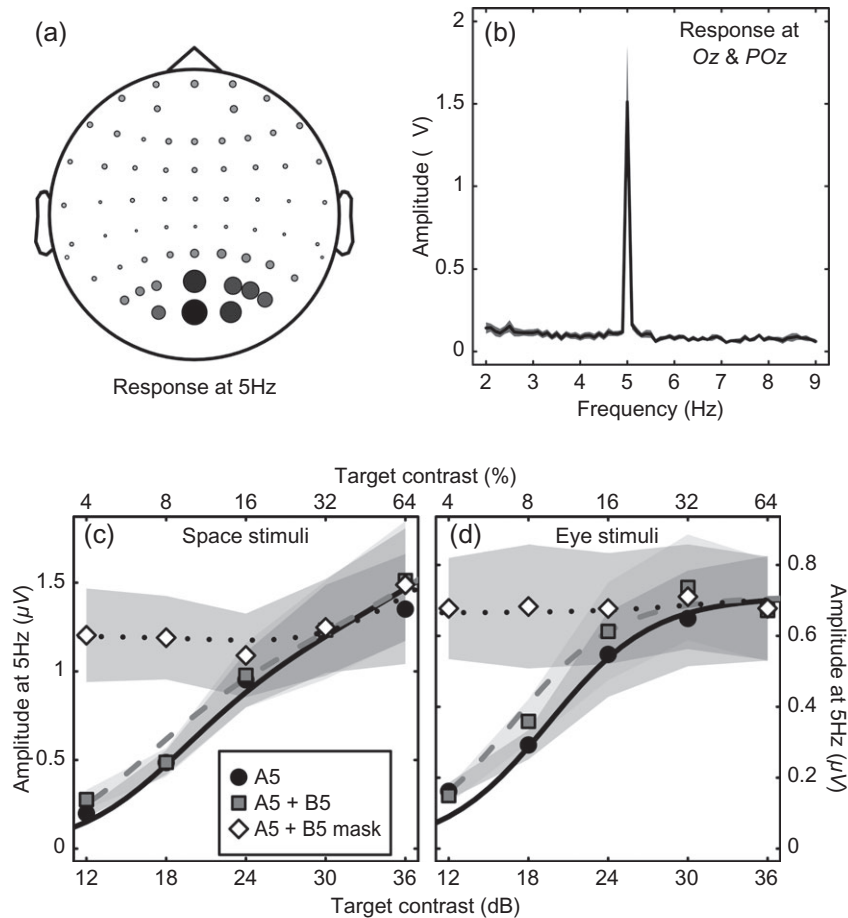 (a)
Response at 5Hz
(b)
Response at
Oz & POz
Amplitude ( V)
2
1.5
1
0.5
0
2 3 4 5 6 7 8 9
Frequency (Hz)
Target contrast (%)
4 8 16 32 64 4 8 16 32 64
(c) Space stimuli
(d) Eye stimuli
Amplitude at 5Hz (µV)
1.5
1
0.5
0
A5
A5 + B5
A5 + B5 mask
0.8
0.6
0.4
0.2
0
Amplitude at 5Hz (µV)
12 18 24 30 36 12 18 24 30 36
Target contrast (dB)